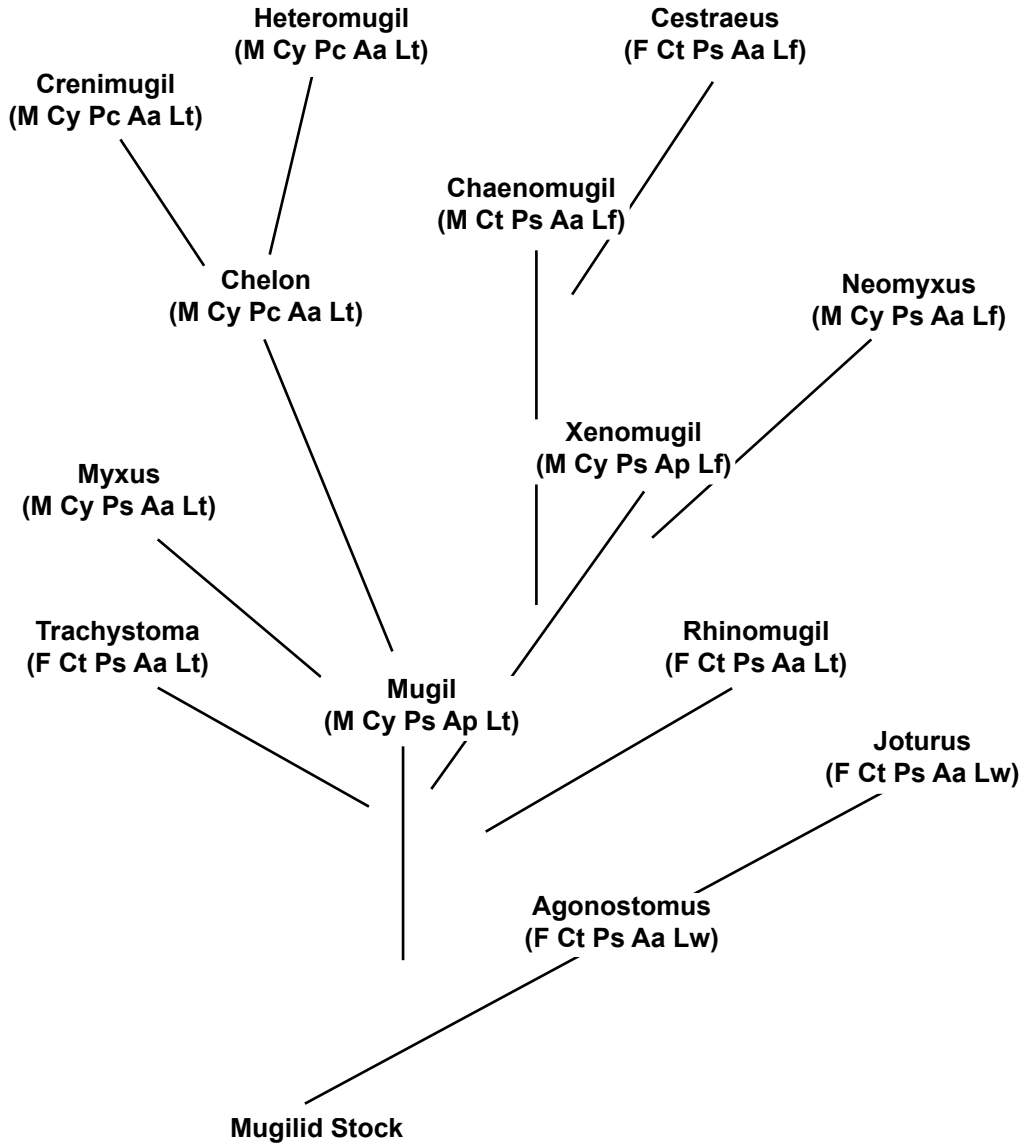 Heteromugil
(M Cy Pc Aa Lt)
Cestraeus
(F Ct Ps Aa Lf)
Crenimugil
(M Cy Pc Aa Lt)
Chaenomugil
(M Ct Ps Aa Lf)
Chelon
(M Cy Pc Aa Lt)
Neomyxus
(M Cy Ps Aa Lf)
Xenomugil
(M Cy Ps Ap Lf)
Myxus
(M Cy Ps Aa Lt)
Trachystoma
(F Ct Ps Aa Lt)
Rhinomugil
(F Ct Ps Aa Lt)
Mugil
(M Cy Ps Ap Lt)
Joturus
(F Ct Ps Aa Lw)
Agonostomus
(F Ct Ps Aa Lw)
Mugilid Stock